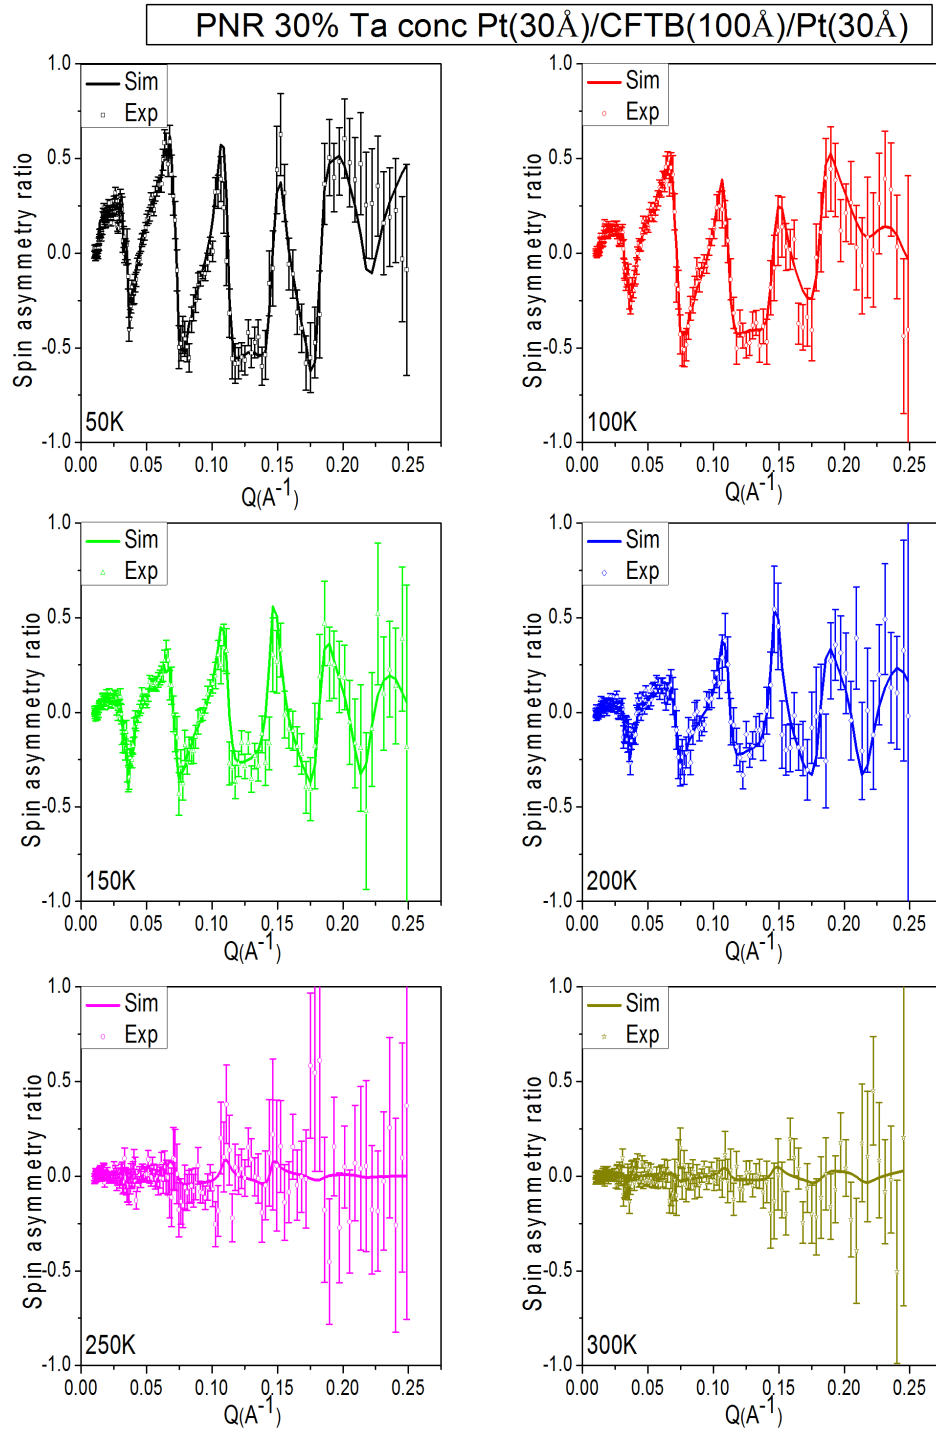 PNR 30% Ta conc Pt(30Å)/CFTB(100Å)/Pt(30Å)
Sim
Exp
1.0
0.5
0.0
-0.5
-1.0
Spin asymmetry ratio
50K
0.00 0.05 0.10 0.15 0.20 0.25
Q(A⁻¹)
Sim
Exp
1.0
0.5
0.0
-0.5
-1.0
Spin asymmetry ratio
100K
0.00 0.05 0.10 0.15 0.20 0.25
Q(A⁻¹)
Sim
Exp
1.0
0.5
0.0
-0.5
-1.0
Spin asymmetry ratio
150K
0.00 0.05 0.10 0.15 0.20 0.25
Q(A⁻¹)
Sim
Exp
1.0
0.5
0.0
-0.5
-1.0
Spin asymmetry ratio
200K
0.00 0.05 0.10 0.15 0.20 0.25
Q(A⁻¹)
Sim
Exp
1.0
0.5
0.0
-0.5
-1.0
Spin asymmetry ratio
250K
0.00 0.05 0.10 0.15 0.20 0.25
Q(A⁻¹)
Sim
Exp
1.0
0.5
0.0
-0.5
-1.0
Spin asymmetry ratio
300K
0.00 0.05 0.10 0.15 0.20 0.25
Q(A⁻¹)